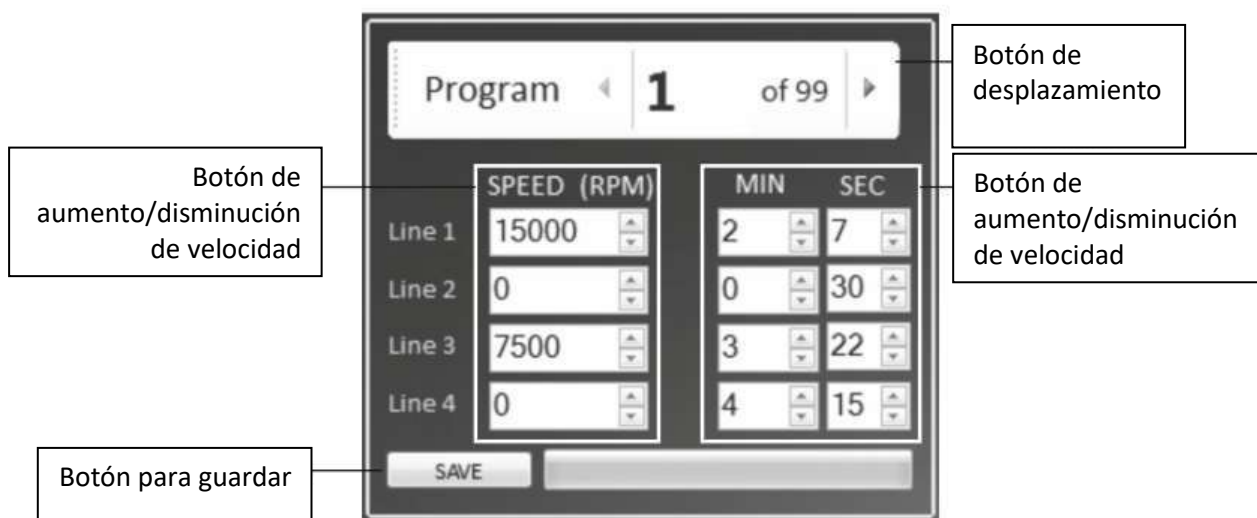 Program 1 of 99
Botón de
desplazamiento
Botón de
aumento/disminución
de velocidad
SPEED (RPM) MIN SEC
Botón de
aumento/disminución
de velocidad
Line 1 15000 2 7
Line 2 0 0 30
Line 3 7500 3 22
Line 4 0 4 15
Botón para guardar
SAVE